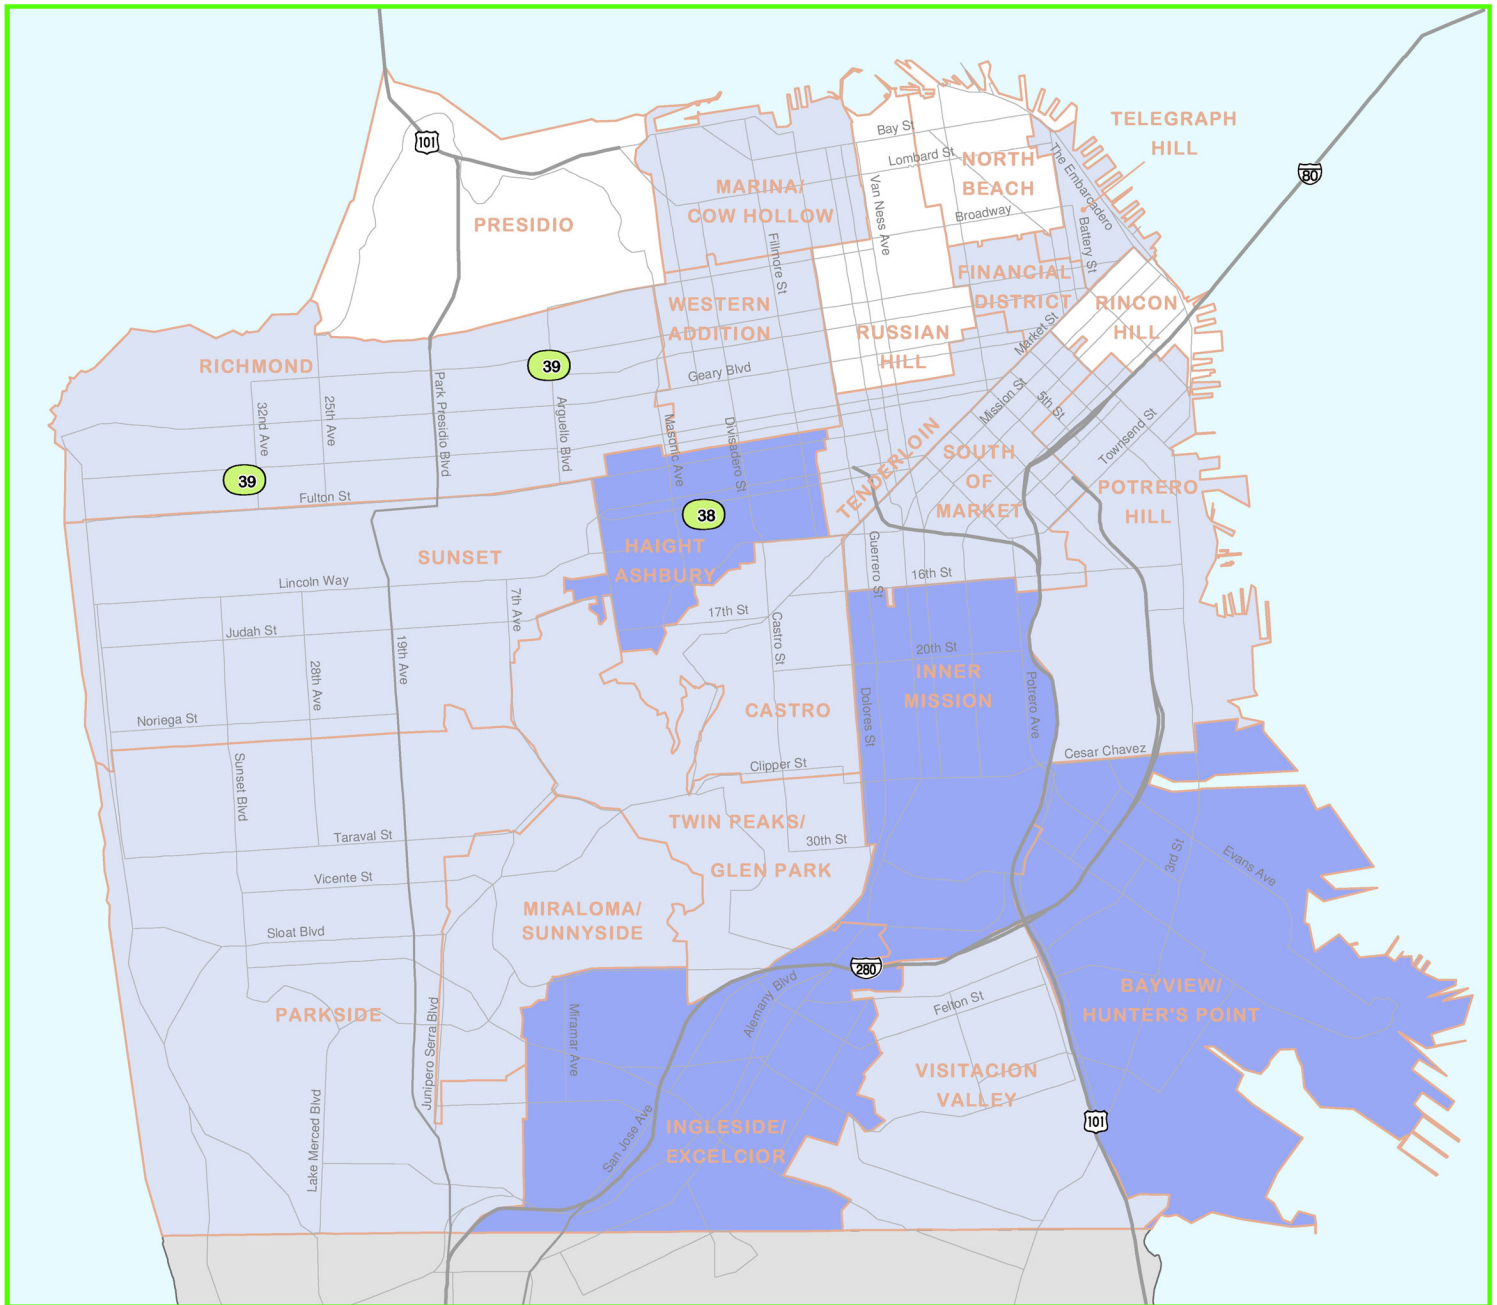 TELEGRAPH
HILL
Bay St
101
Lombard St
NORTH
BEACH
The Embarcadero
80
MARINA/
COW HOLLOW
Van Ness Ave
PRESIDIO
Broadway
Battery St
Fillmore St
FINANCIAL
DISTRICT
WESTERN
ADDITION
RINCON
HILL
RUSSIAN
HILL
Market St
RICHMOND
39
Geary Blvd
32nd Ave
25th Ave
Park Presidio Blvd
Arguello Blvd
Masonic Ave
Divisadero St
Mission St
5th St
Townsend St
TENDERLOIN
SOUTH
OF
MARKET
39
Fulton St
POTRERO
HILL
38
HAIGHT
ASHBURY
SUNSET
Guerrero St
16th St
Lincoln Way
7th Ave
17th St
Judah St
19th Ave
Castro St
20th St
28th Ave
INNER
MISSION
CASTRO
Dolores St
Potrero Ave
Noriega St
Cesar Chavez
Clipper St
Sunset Blvd
TWIN PEAKS/
GLEN PARK
Taraval St
30th St
3rd St
Evans Ave
Vicente St
MIRALOMA/
SUNNYSIDE
Sloat Blvd
280
Alemany Blvd
BAYVIEW/
HUNTER'S POINT
PARKSIDE
Junipero Serra Blvd
Miramar Ave
Felton St
VISITACION
VALLEY
101
Lake Merced Blvd
San Jose Ave
INGLESIDE/
EXCELCIOR